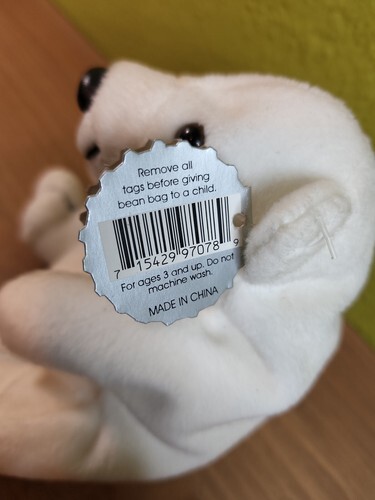 Remove all
tags before giving
bean bag to a child.
7 15429 97078 9
For ages 3 and up. Do not
machine wash.
MADE IN CHINA